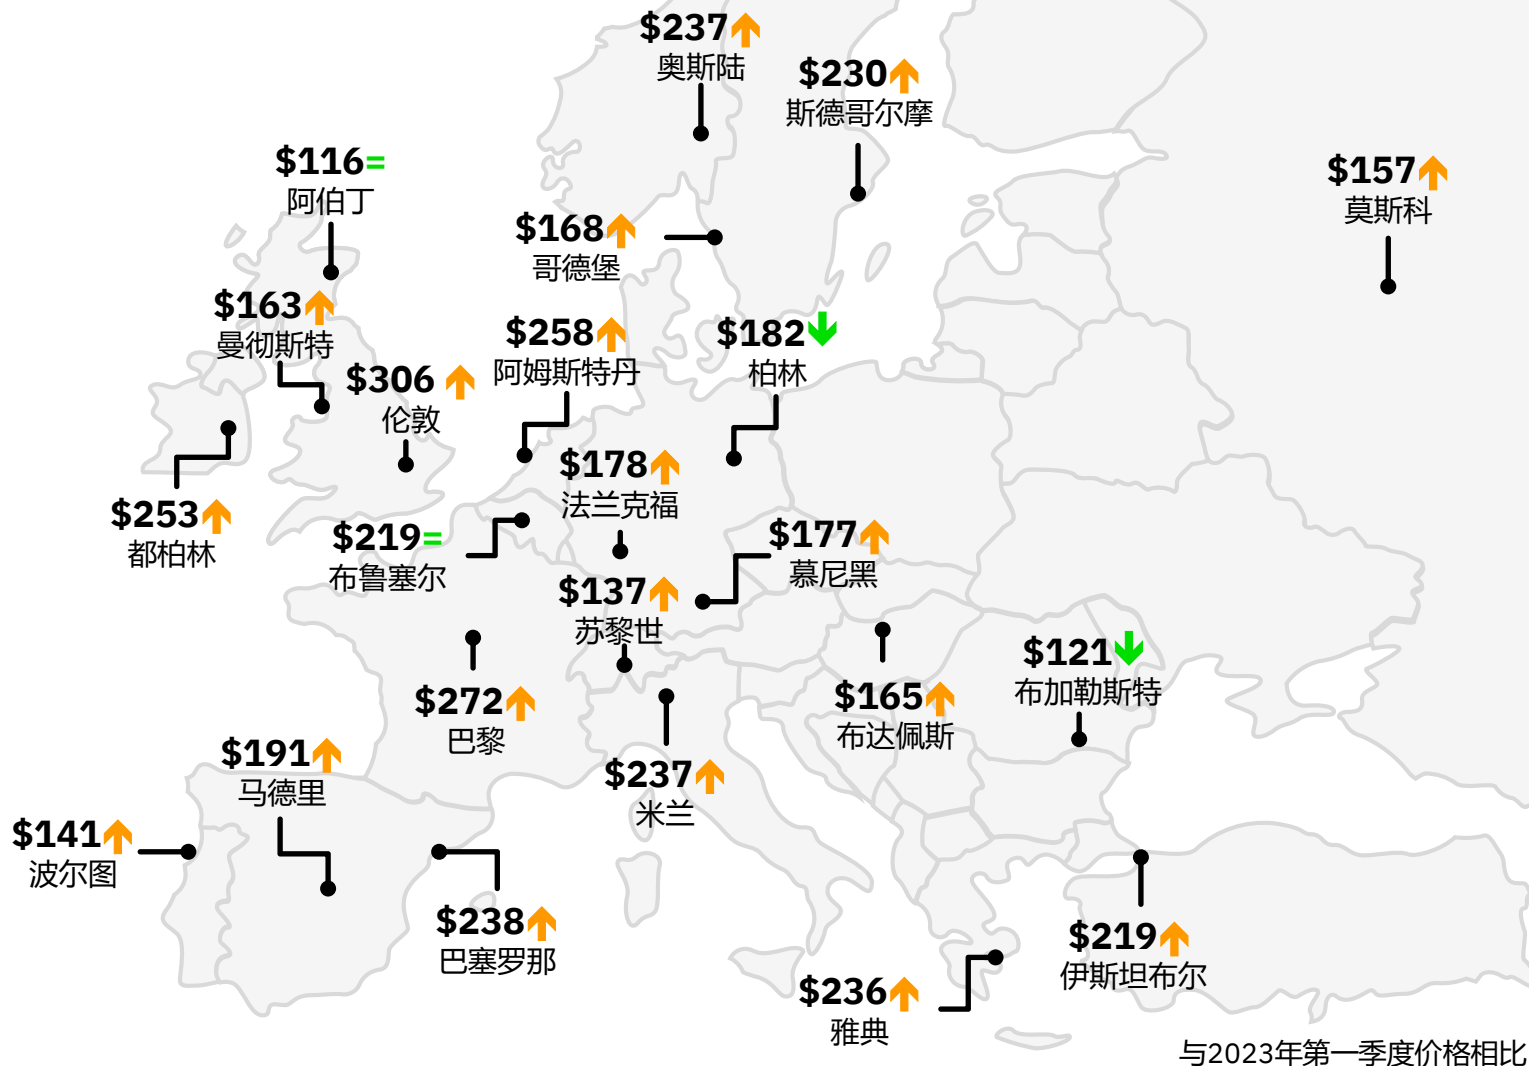 $237
奥斯陆
$230
斯德哥尔摩
$116=
阿伯丁
$157
莫斯科
$168
哥德堡
$163
曼彻斯特
$258
阿姆斯特丹
$182
柏林
$306
伦敦
$178
法兰克福
$253
都柏林
$219=
布鲁塞尔
$177
慕尼黑
$137
苏黎世
$121
布加勒斯特
$272
巴黎
$165
布达佩斯
$191
马德里
$237
米兰
$141
波尔图
$238
巴塞罗那
$219
伊斯坦布尔
$236
雅典
与2023年第一季度价格相比